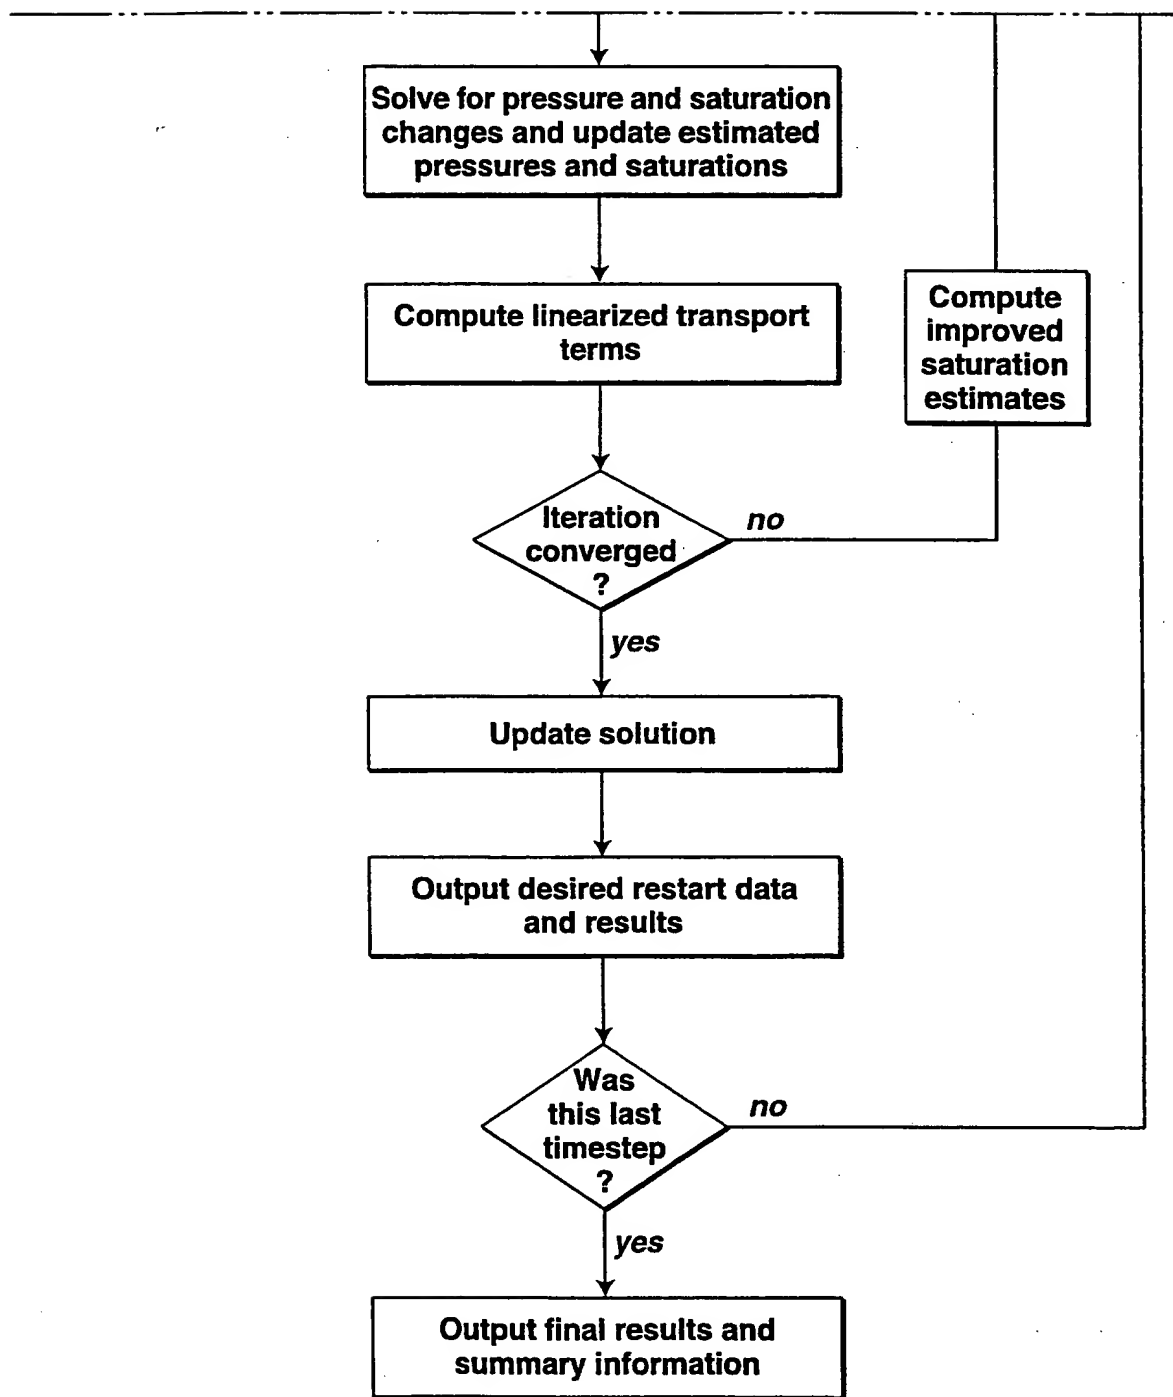 Solve for pressure and saturation
changes and update estimated
pressures and saturations
Compute linearized transport
terms
Compute
improved
saturation
estimates
Iteration
converged
?
no
yes
Update solution
Output desired restart data
and results
Was
this last
timestep
?
no
yes
Output final results and
summary information